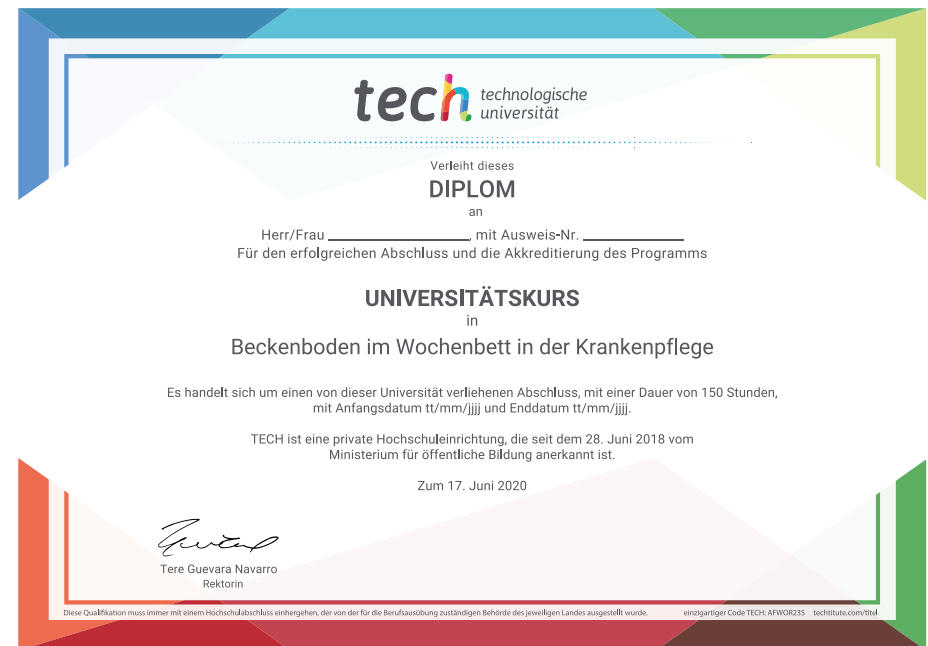 tech technologische
universität
Verleiht dieses
DIPLOM
an
Herr/Frau ____________________, mit Ausweis-Nr. ______________
Für den erfolgreichen Abschluss und die Akkreditierung des Programms
UNIVERSITÄTSKURS
in
Beckenboden im Wochenbett in der Krankenpflege
Es handelt sich um einen von dieser Universität verliehenen Abschluss, mit einer Dauer von 150 Stunden,
mit Anfangsdatum tt/mm/jjjj und Enddatum tt/mm/jjjj.
TECH ist eine private Hochschuleinrichtung, die seit dem 28. Juni 2018 vom
Ministerium für öffentliche Bildung anerkannt ist.
Zum 17. Juni 2020
Tere Guevara Navarro
Rektorin
Diese Qualifikation muss immer mit einem Hochschulabschluss einhergehen, der von der für die Berufsausübung zuständigen Behörde des jeweiligen Landes ausgestellt wurde. einzigartiger Code TECH: AFWOR23S techtitute.com/titel